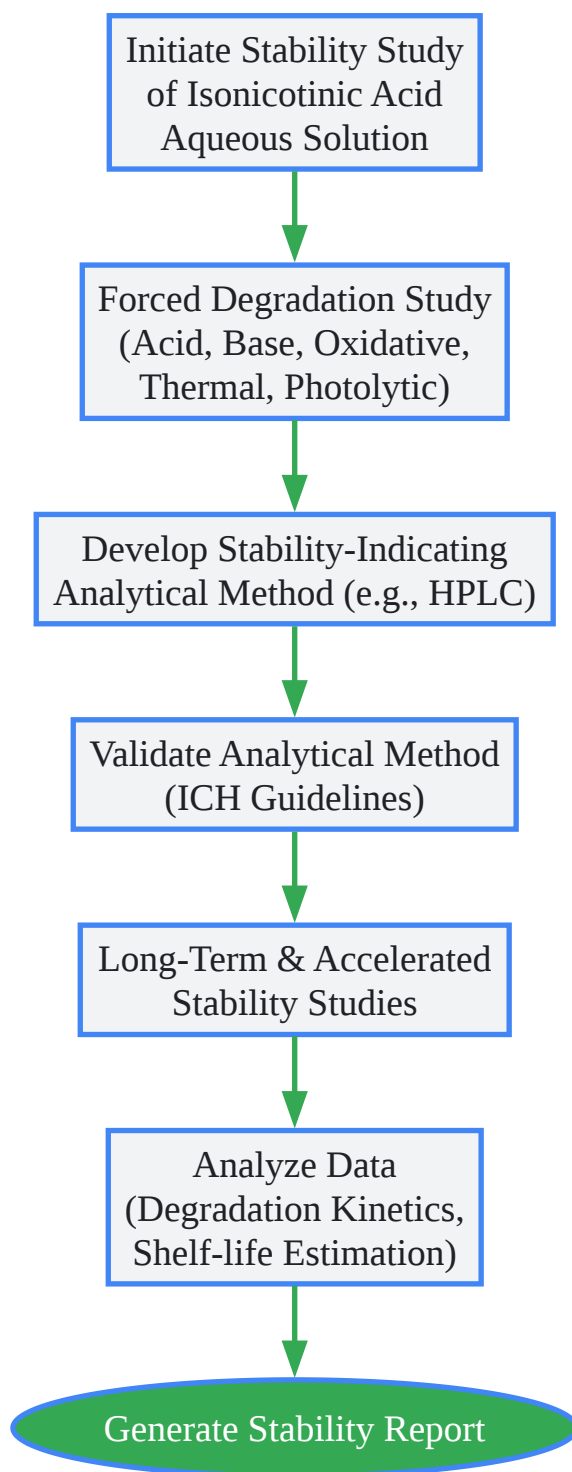 Initiate Stability Study
of Isonicotinic Acid
Aqueous Solution
Forced Degradation Study
(Acid, Base, Oxidative,
Thermal, Photolytic)
Develop Stability-Indicating
Analytical Method (e.g., HPLC)
Validate Analytical Method
(ICH Guidelines)
Long-Term & Accelerated
Stability Studies
Analyze Data
(Degradation Kinetics,
Shelf-life Estimation)
Generate Stability Report